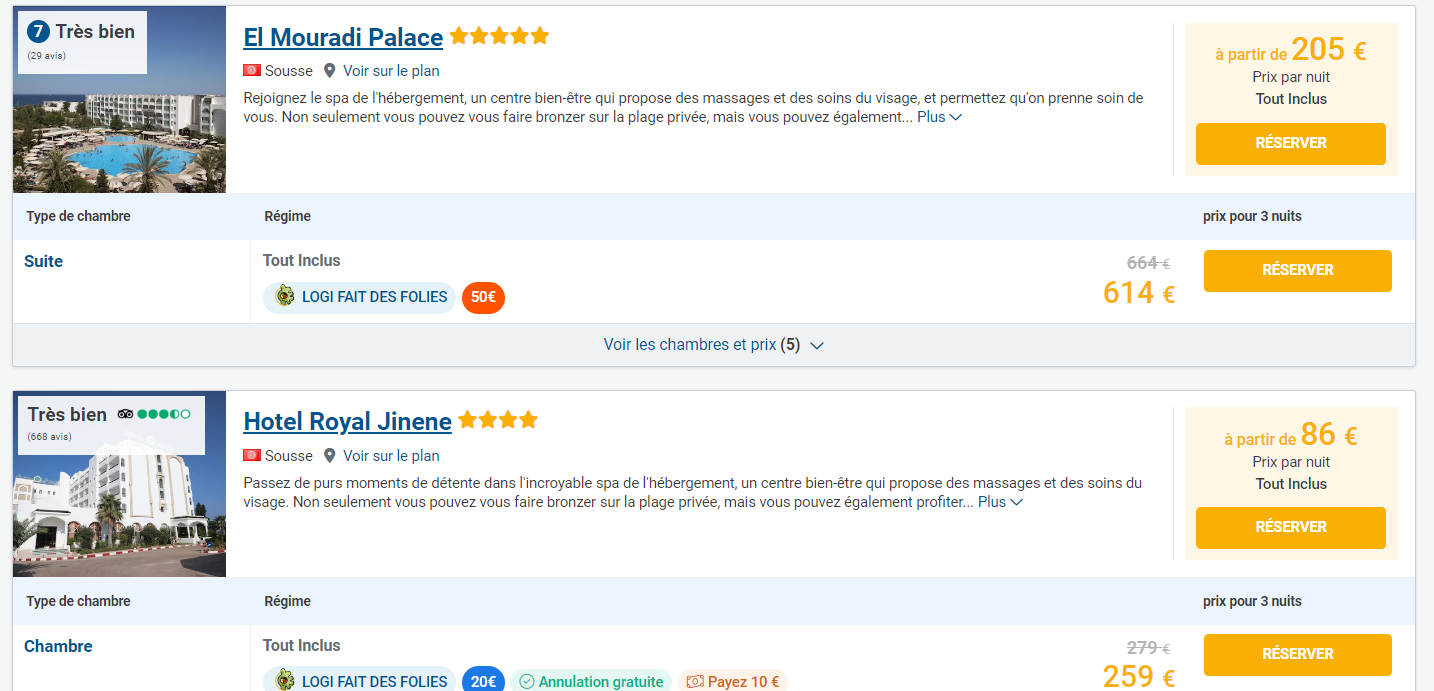 7 Très bien
(29 avis)
El Mouradi Palace
Sousse Voir sur le plan
Rejoignez le spa de l'hébergement, un centre bien-être qui propose des massages et des soins du visage, et permettez qu'on prenne soin de
vous. Non seulement vous pouvez vous faire bronzer sur la plage privée, mais vous pouvez également... Plus
à partir de 205 €
Prix par nuit
Tout Inclus
RÉSERVER
Type de chambre Régime prix pour 3 nuits
Suite
Tout Inclus
LOGI FAIT DES FOLIES 50€
664 €
614 €
RÉSERVER
Voir les chambres et prix (5)
Très bien
(668 avis)
Hotel Royal Jinene
Sousse Voir sur le plan
Passez de purs moments de détente dans l'incroyable spa de l'hébergement, un centre bien-être qui propose des massages et des soins du
visage. Non seulement vous pouvez vous faire bronzer sur la plage privée, mais vous pouvez également profiter... Plus
à partir de 86 €
Prix par nuit
Tout Inclus
RÉSERVER
Type de chambre Régime prix pour 3 nuits
Chambre
Tout Inclus
LOGI FAIT DES FOLIES 20€ Annulation gratuite Payez 10 €
279 €
259 €
RÉSERVER